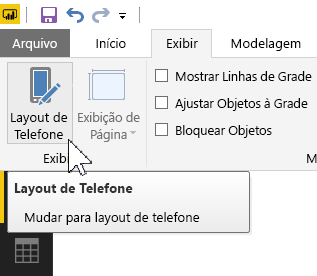 Arquivo Início Exibir Modelagem
Layout de
Telefone
Exibição de
Página
Mostrar Linhas de Grade
Ajustar Objetos à Grade
Bloquear Objetos
Exibi
M
Layout de Telefone
Mudar para layout de telefone